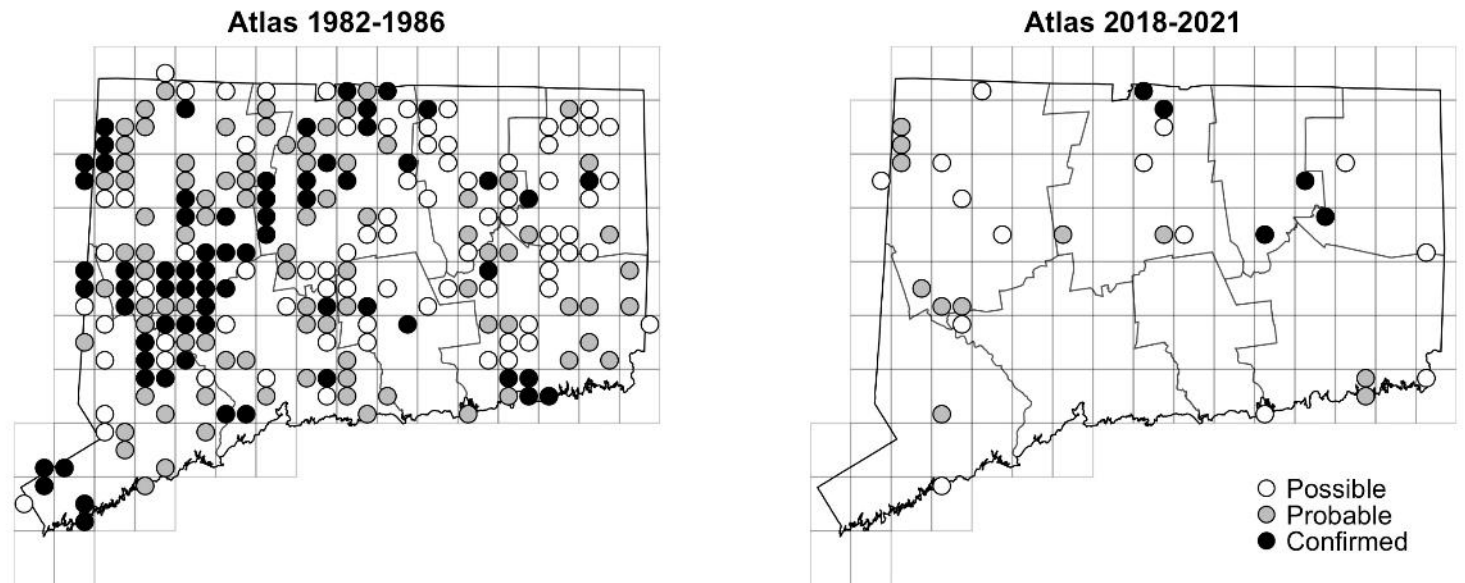 Atlas 1982-1986
Atlas 2018-2021
Possible
Probable
Confirmed